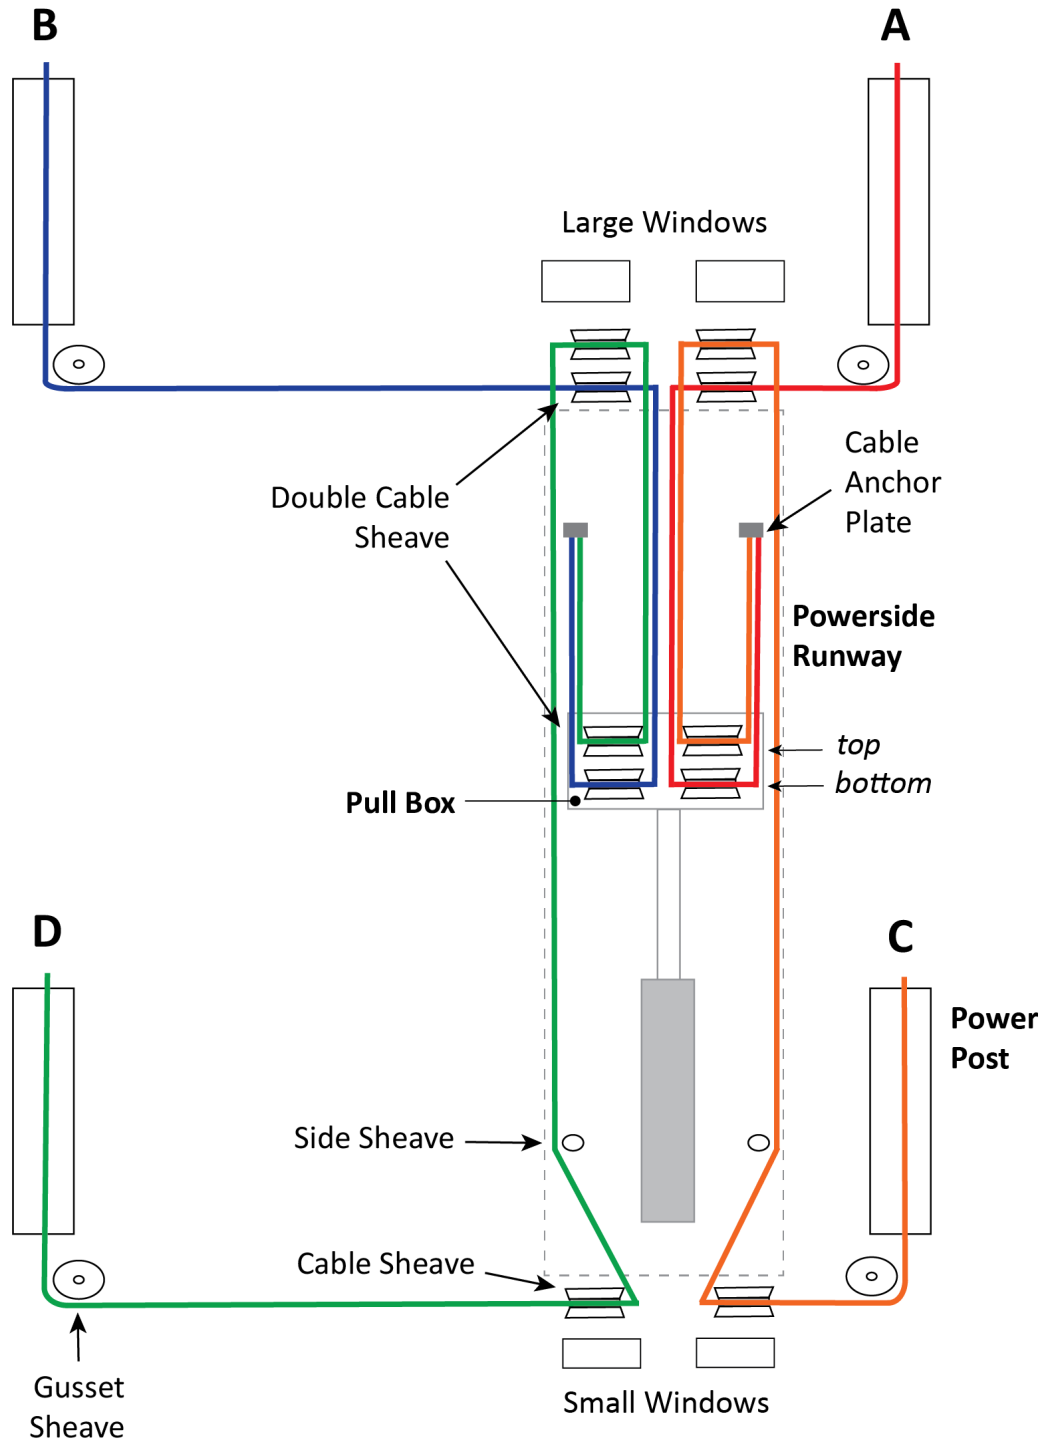 B
A
Large Windows
Cable
Anchor
Plate
Double Cable
Sheave
Powerside
Runway
top
bottom
Pull Box
D
C
Power
Post
Side Sheave
Cable Sheave
Gusset
Sheave
Small Windows